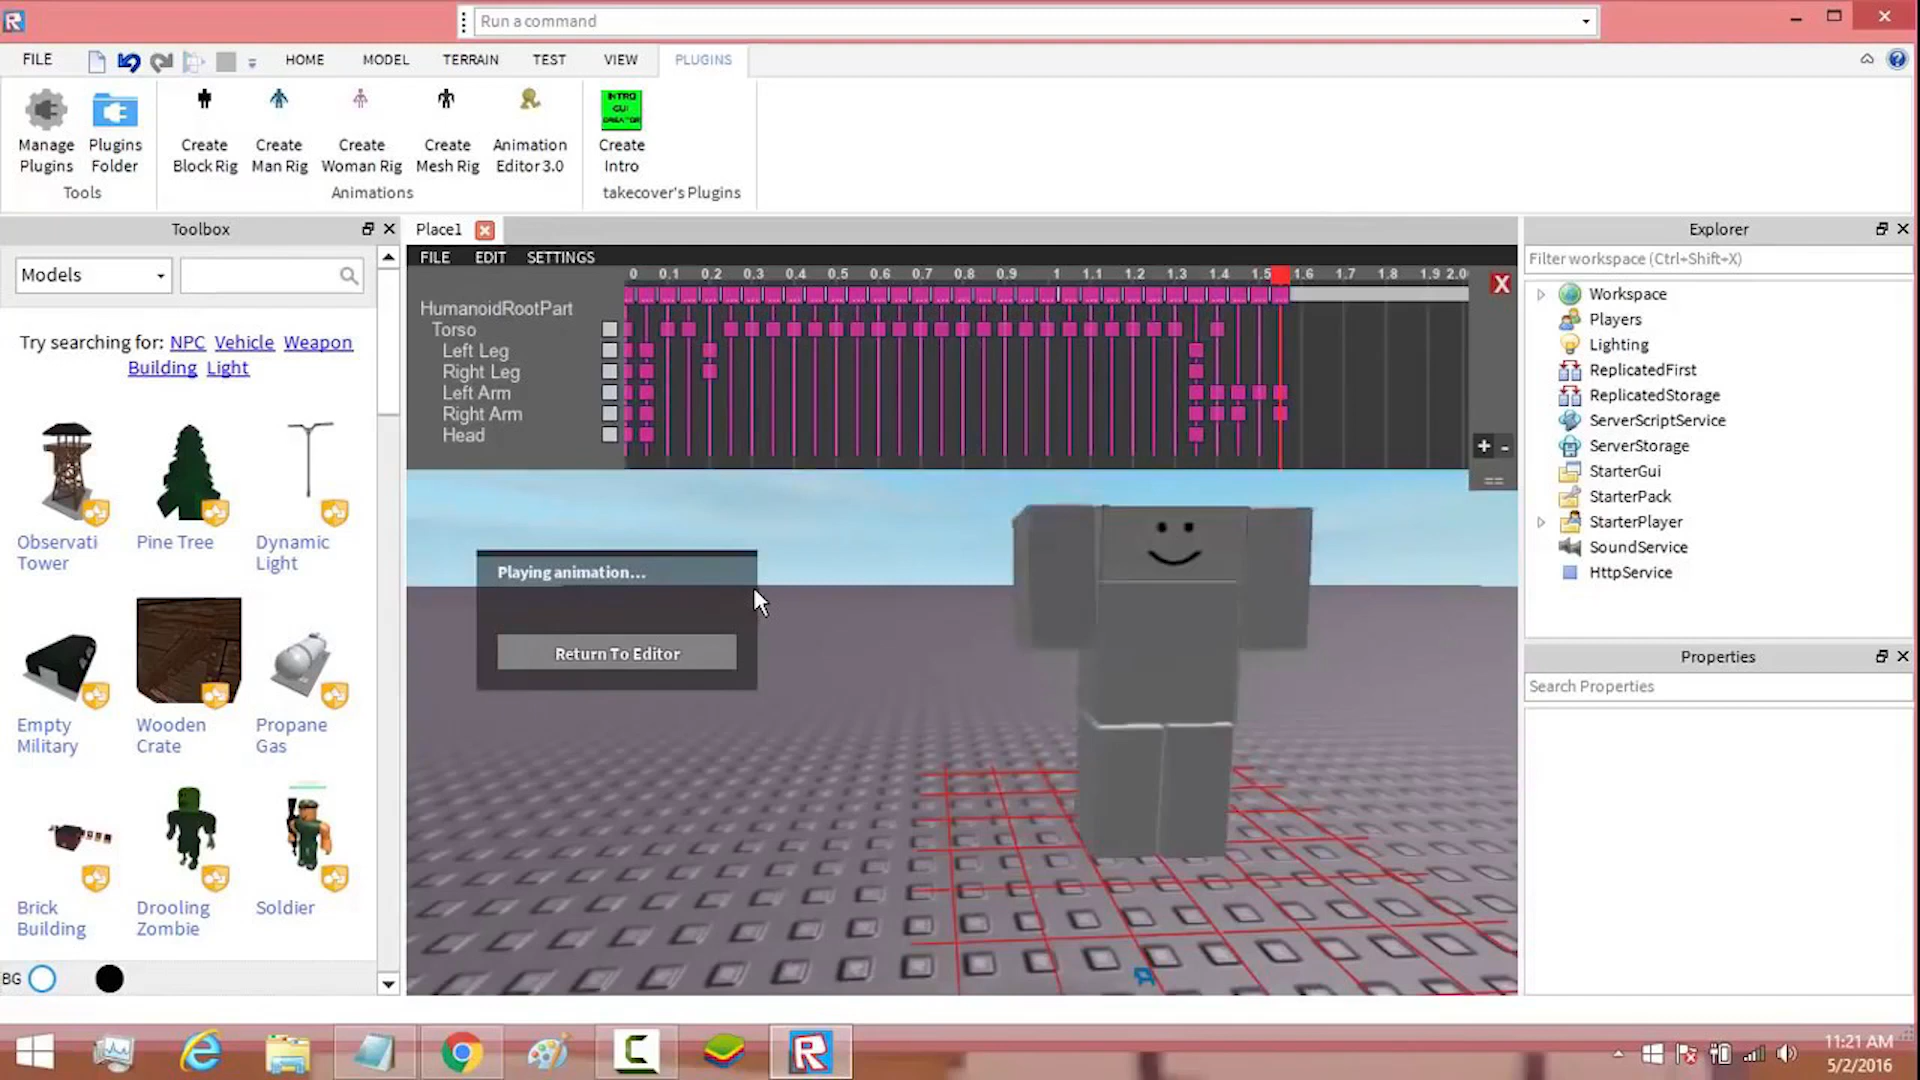 Run a command
FILE
HOME
MODEL
TERRAIN
TEST
VIEW
PLUGINS
Manage
Plugins
Plugins
Folder
Create
Block Rig
Create
Man Rig
Create
Woman Rig
Create
Mesh Rig
Animation
Editor 3.0
INTRO
GUI
CREATOR
Create
Intro
Tools
Animations
takecover's Plugins
Toolbox
Models
Try searching for: NPC Vehicle Weapon
Building Light
Observati
Tower
Pine Tree
Dynamic
Light
Empty
Military
Wooden
Crate
Propane
Gas
Brick
Building
Drooling
Zombie
Soldier
BG
Place1
FILE EDIT SETTINGS
0 0.1 0.2 0.3 0.4 0.5 0.6 0.7 0.8 0.9 1 1.1 1.2 1.3 1.4 1.5 1.6 1.7 1.8 1.9 2.0
X
HumanoidRootPart
Torso
Left Leg
Right Leg
Left Arm
Right Arm
Head
+ -
==
Playing animation...
Return To Editor
Explorer
Filter workspace (Ctrl+Shift+X)
Workspace
Players
Lighting
ReplicatedFirst
ReplicatedStorage
ServerScriptService
ServerStorage
StarterGui
StarterPack
StarterPlayer
SoundService
HttpService
Properties
Search Properties
11:21 AM
5/2/2016